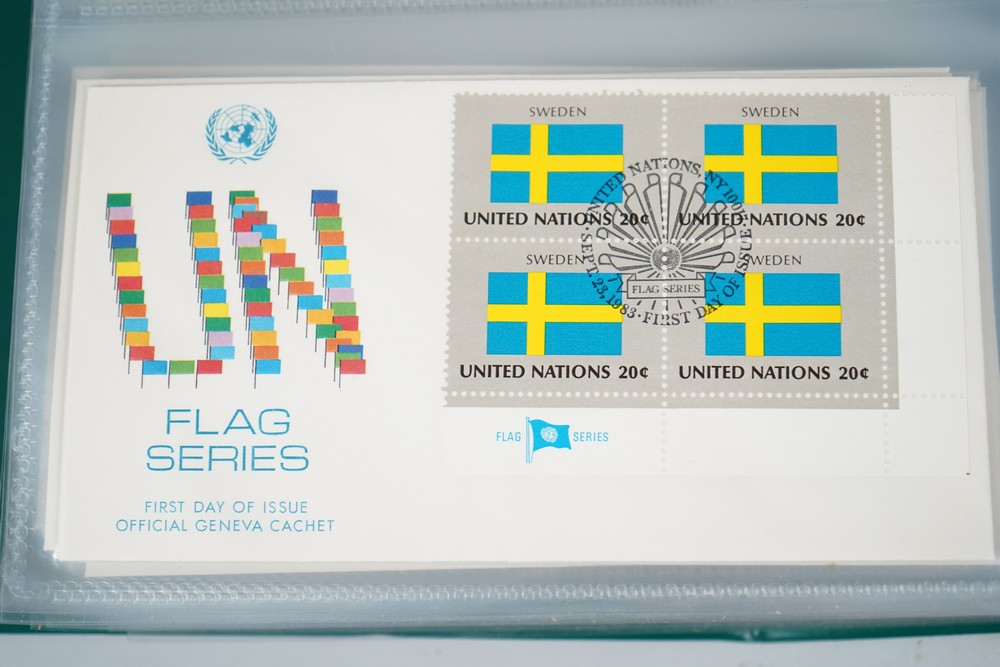 UN
FLAG
SERIES
FIRST DAY OF ISSUE
OFFICIAL GENEVA CACHET
SWEDEN
UNITED NATIONS 20¢
SWEDEN
UNITED NATIONS 20¢
SWEDEN
UNITED NATIONS 20¢
SWEDEN
UNITED NATIONS 20¢
UNITED NATIONS, NY 10017
FLAG SERIES
SEPT. 23, 1983 · FIRST DAY OF ISSUE
FLAG SERIES